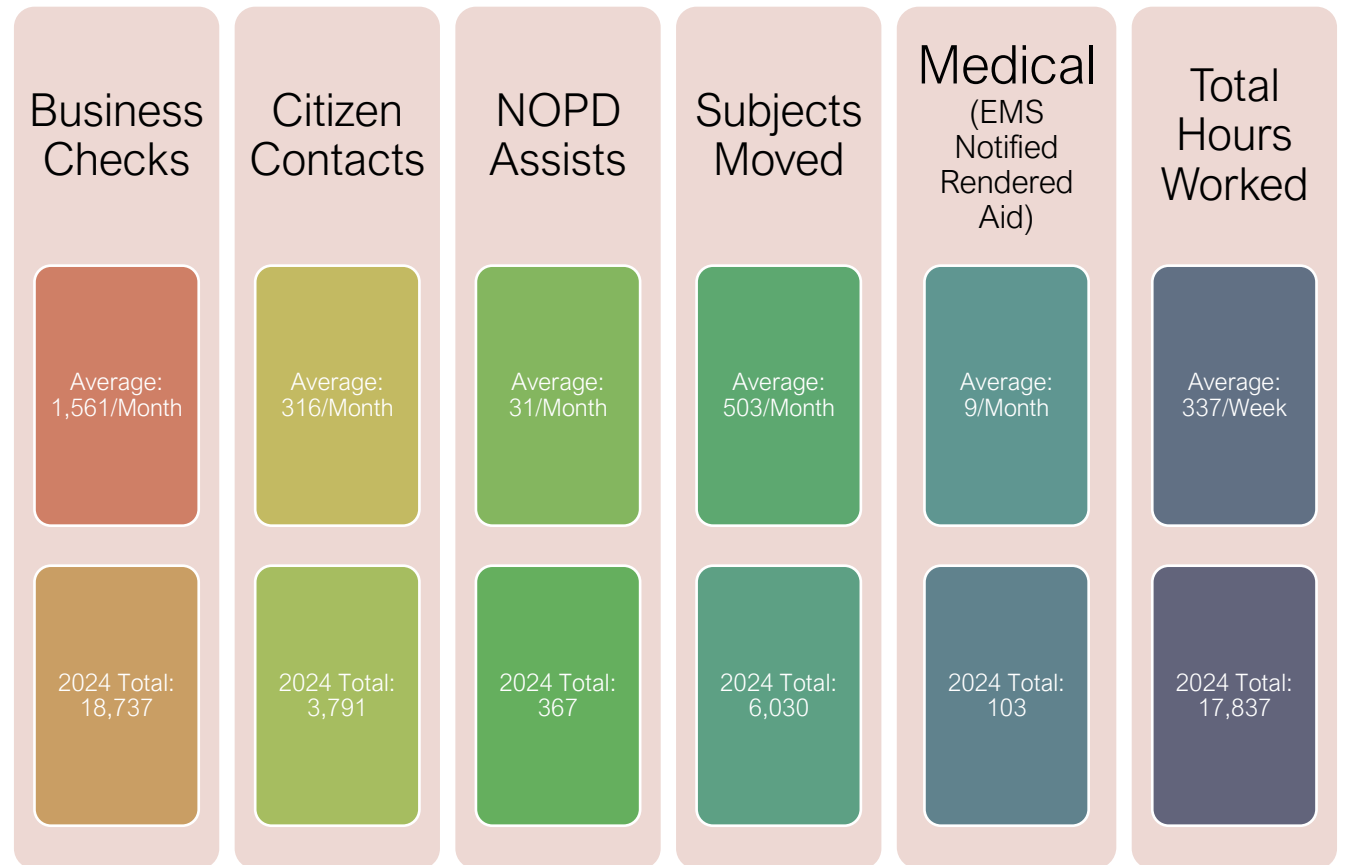 Business
Checks
Average:
1,561/Month
2024 Total:
18,737
Citizen
Contacts
Average:
316/Month
2024 Total:
3,791
NOPD
Assists
Average:
31/Month
2024 Total:
367
Subjects
Moved
Average:
503/Month
2024 Total:
6,030
Medical
(EMS
Notified
Rendered
Aid)
Average:
9/Month
2024 Total:
103
Total
Hours
Worked
Average:
337/Week
2024 Total:
17,837